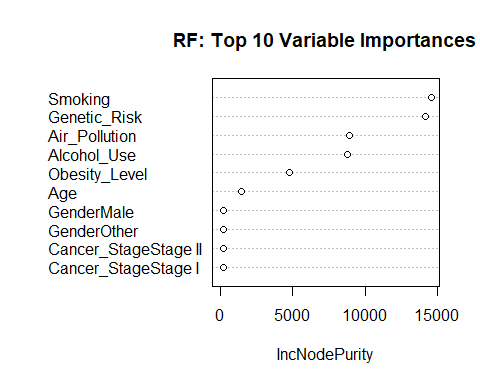 RF: Top 10 Variable Importances
Smoking
Genetic_Risk
Air_Pollution
Alcohol_Use
Obesity_Level
Age
GenderMale
GenderOther
Cancer_StageStage II
Cancer_StageStage I
0 5000 10000 15000
IncNodePurity